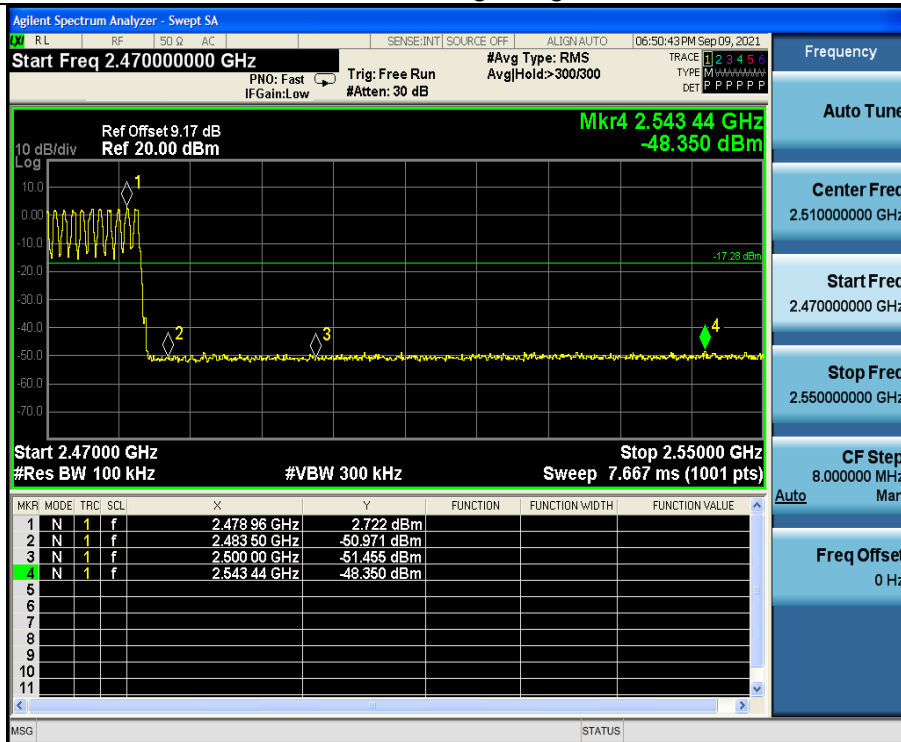 Agilent Spectrum Analyzer - Swept SA
LXI RL RF 50 Ω AC SENSE:INT SOURCE OFF ALIGN AUTO 06:50:43 PM Sep 09, 2021
Start Freq 2.470000000 GHz #Avg Type: RMS TRACE 1 2 3 4 5 6
PNO: Fast Trig: Free Run Avg|Hold:>300/300 TYPE M
IFGain:Low #Atten: 30 dB DET P P P P P P
Mkr4 2.543 44 GHz
-48.350 dBm
Ref Offset 9.17 dB
10 dB/div Ref 20.00 dBm
Log
10.0
0.00
-10.0
-20.0
-30.0
-40.0
-50.0
-60.0
-70.0
1
2
3
4
-17.28 dBm
Start 2.47000 GHz Stop 2.55000 GHz
#Res BW 100 kHz #VBW 300 kHz Sweep 7.667 ms (1001 pts)
MKR MODE TRC SCL X Y FUNCTION FUNCTION WIDTH FUNCTION VALUE
1 N 1 f 2.478 96 GHz 2.722 dBm
2 N 1 f 2.483 50 GHz -50.971 dBm
3 N 1 f 2.500 00 GHz -51.455 dBm
4 N 1 f 2.543 44 GHz -48.350 dBm
5
6
7
8
9
10
11
MSG STATUS
Frequency
Auto Tune
Center Freq
2.510000000 GHz
Start Freq
2.470000000 GHz
Stop Freq
2.550000000 GHz
CF Step
8.000000 MHz
Auto Man
Freq Offset
0 Hz